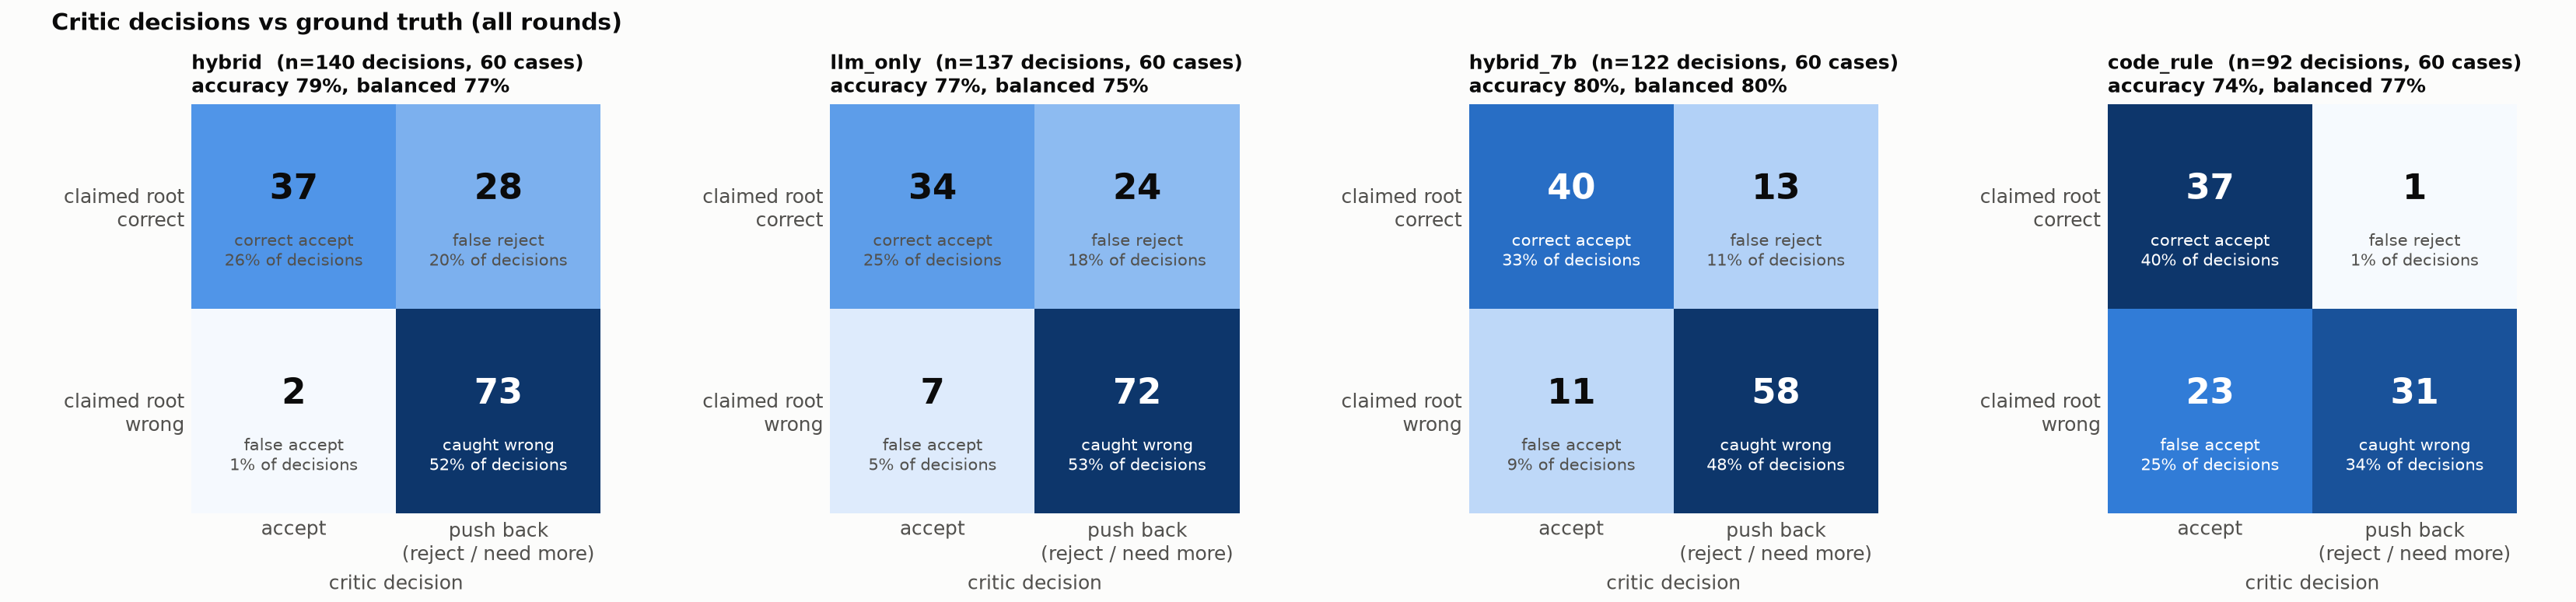 Critic decisions vs ground truth (all rounds)
hybrid (n=140 decisions, 60 cases)
accuracy 79%, balanced 77%
claimed root
correct
37
correct accept
26% of decisions
28
false reject
20% of decisions
claimed root
wrong
2
false accept
1% of decisions
73
caught wrong
52% of decisions
accept
push back
(reject / need more)
critic decision
llm_only (n=137 decisions, 60 cases)
accuracy 77%, balanced 75%
claimed root
correct
34
correct accept
25% of decisions
24
false reject
18% of decisions
claimed root
wrong
7
false accept
5% of decisions
72
caught wrong
53% of decisions
accept
push back
(reject / need more)
critic decision
hybrid_7b (n=122 decisions, 60 cases)
accuracy 80%, balanced 80%
claimed root
correct
40
correct accept
33% of decisions
13
false reject
11% of decisions
claimed root
wrong
11
false accept
9% of decisions
58
caught wrong
48% of decisions
accept
push back
(reject / need more)
critic decision
code_rule (n=92 decisions, 60 cases)
accuracy 74%, balanced 77%
claimed root
correct
37
correct accept
40% of decisions
1
false reject
1% of decisions
claimed root
wrong
23
false accept
25% of decisions
31
caught wrong
34% of decisions
accept
push back
(reject / need more)
critic decision